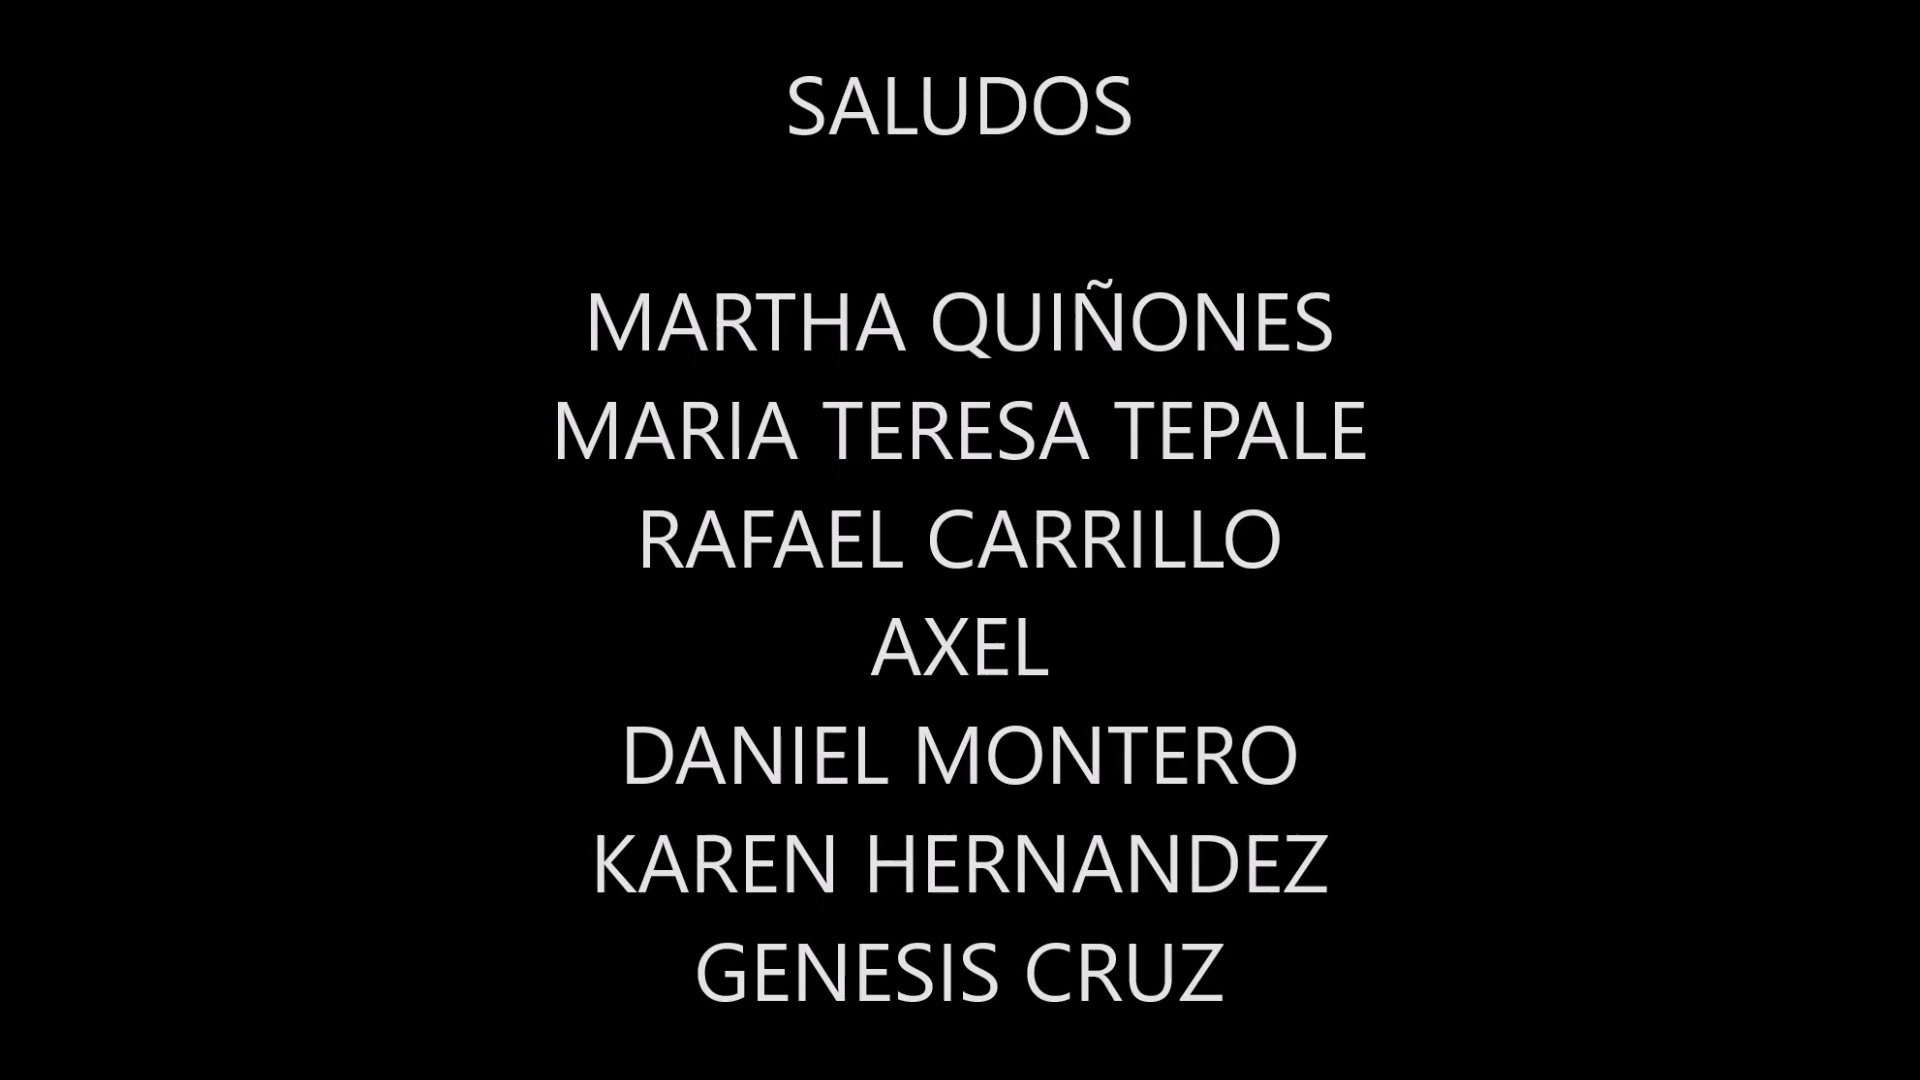 SALUDOS
MARTHA QUIÑONES
MARIA TERESA TEPALE
RAFAEL CARRILLO
AXEL
DANIEL MONTERO
KAREN HERNANDEZ
GENESIS CRUZ